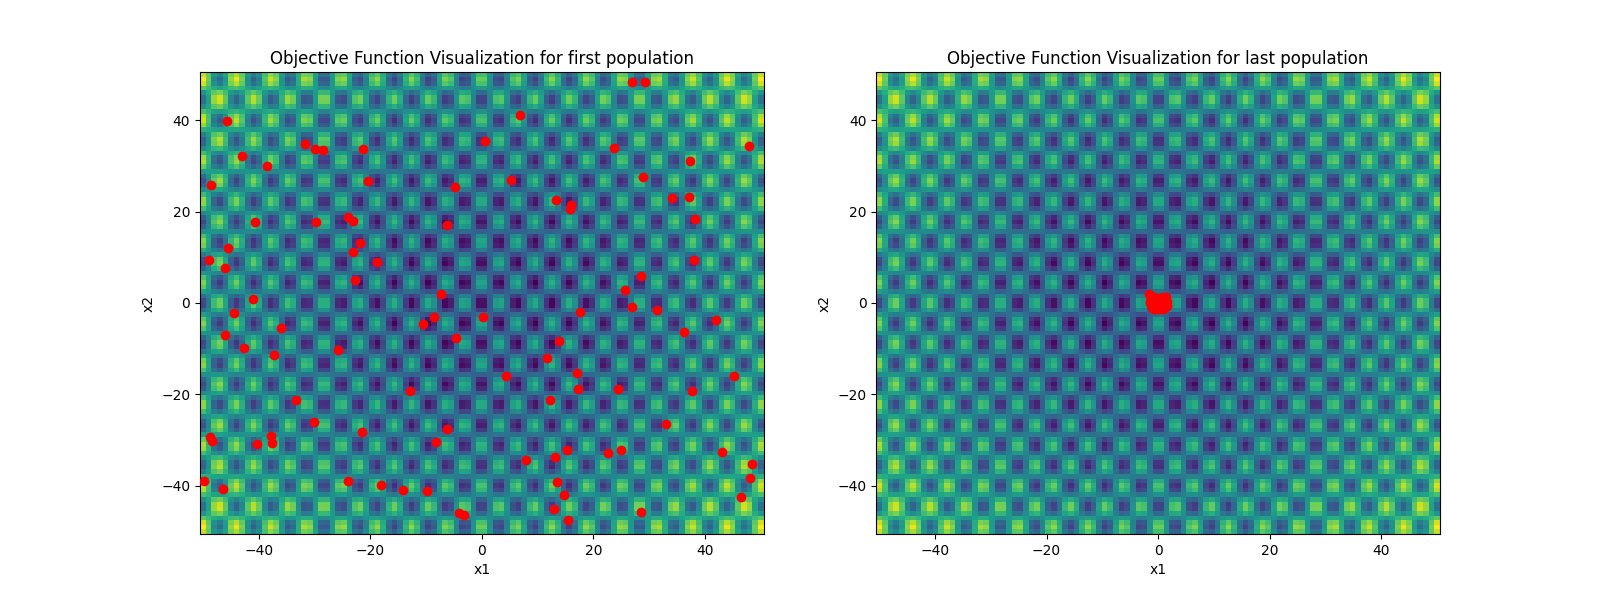 Objective Function Visualization for first population
40
20
0
−20
−40
x2
−40 −20 0 20 40
x1
Objective Function Visualization for last population
40
20
0
−20
−40
x2
−40 −20 0 20 40
x1